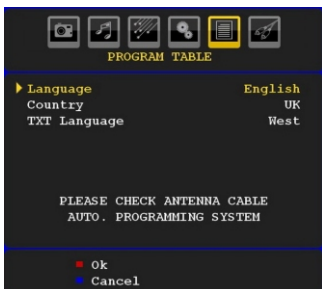 PROGRAM TABLE
Language English
Country UK
TXT Language West
PLEASE CHECK ANTENNA CABLE
AUTO. PROGRAMMING SYSTEM
Ok
Cancel